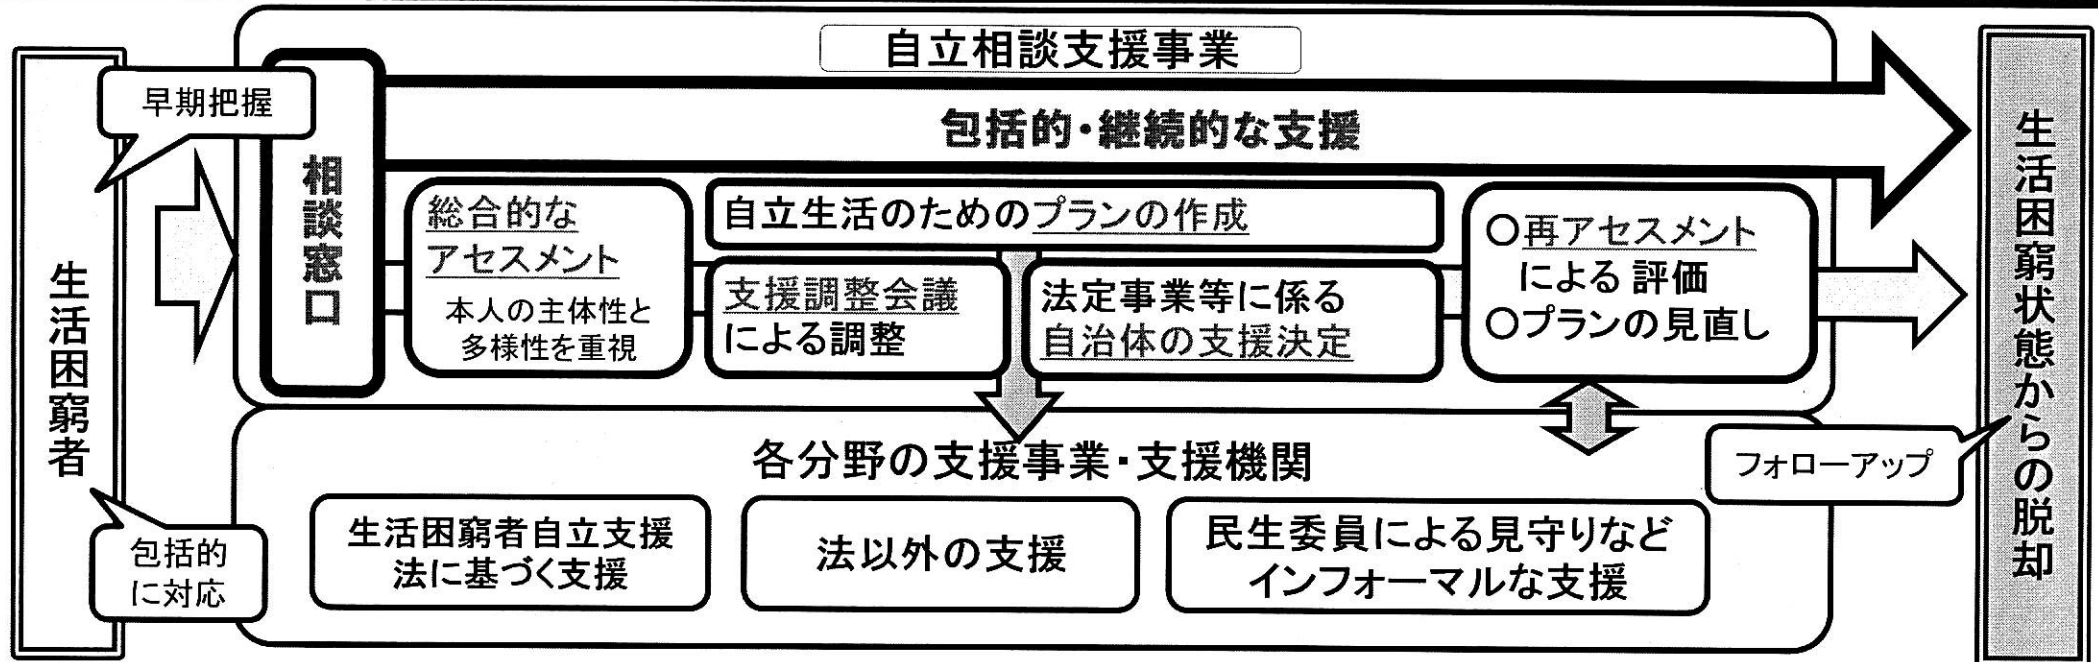 自立相談支援事業
早期把握
包括的・継続的な支援
生活困窮者
相談窓口
総合的な
アセスメント
本人の主体性と
多様性を重視
自立生活のためのプランの作成
支援調整会議
による調整
法定事業等に係る
自治体の支援決定
〇再アセスメント
による 評価
〇プランの見直し
生活困窮状態からの脱却
各分野の支援事業・支援機関
フォローアップ
包括的
に対応
生活困窮者自立支援
法に基づく支援
法以外の支援
民生委員による見守りなど
インフォーマルな支援